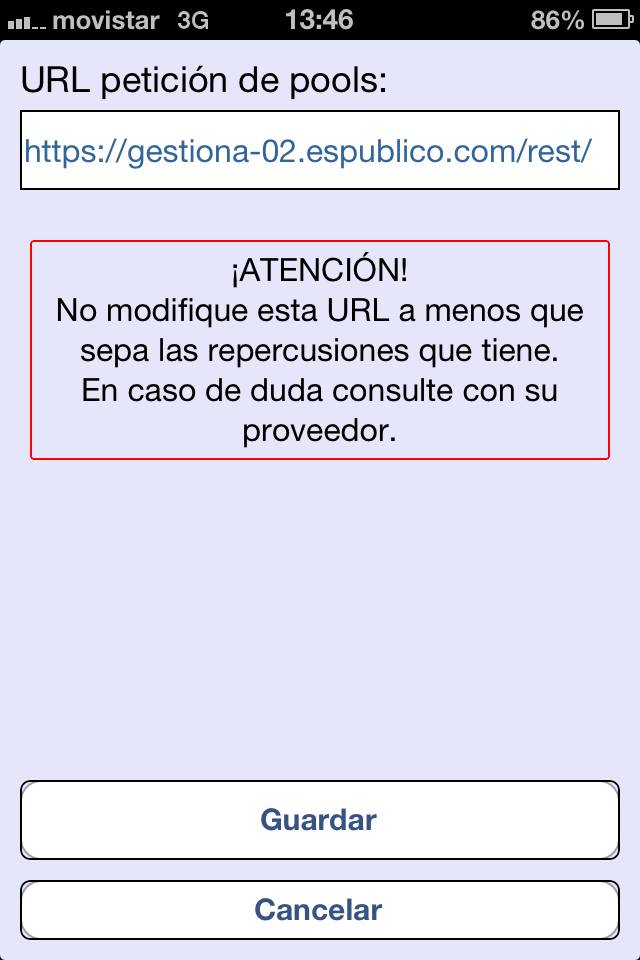 movistar 3G 13:46 86%
URL petición de pools:
https://gestiona-02.espublico.com/rest/
¡ATENCIÓN!
No modifique esta URL a menos que
sepa las repercusiones que tiene.
En caso de duda consulte con su
proveedor.
Guardar
Cancelar